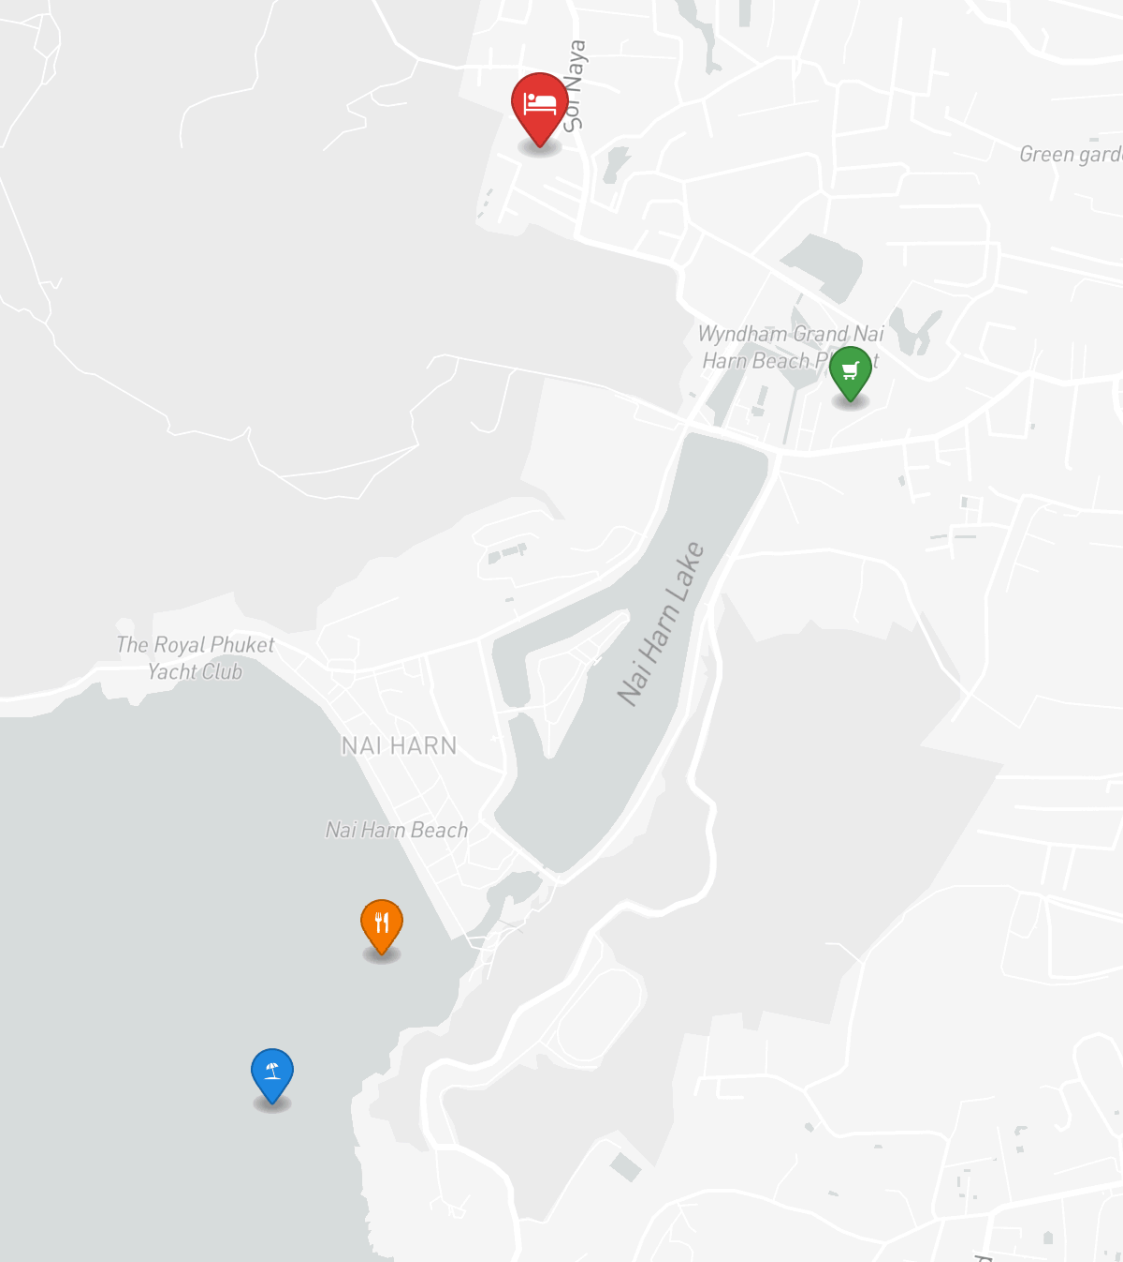 Soi Naya
Green gard
Wyndham Grand Nai
Harn Beach Ph t
Nai Harn Lake
The Royal Phuket
Yacht Club
NAI HARN
Nai Harn Beach